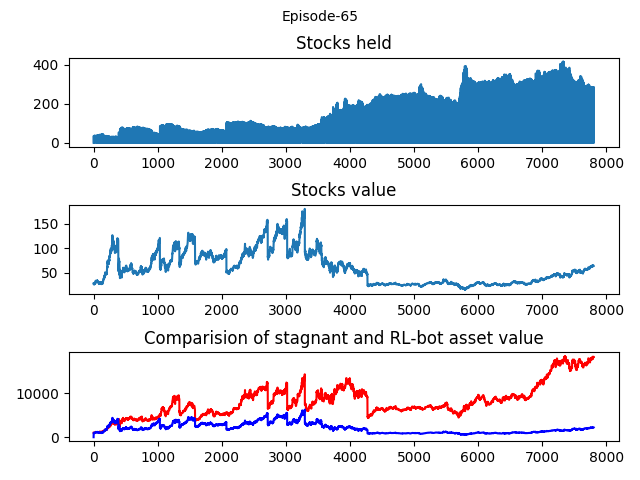 Episode-65
Stocks held
400
200
0
0 1000 2000 3000 4000 5000 6000 7000 8000
Stocks value
150
100
50
0 1000 2000 3000 4000 5000 6000 7000 8000
Comparision of stagnant and RL-bot asset value
10000
0
0 1000 2000 3000 4000 5000 6000 7000 8000